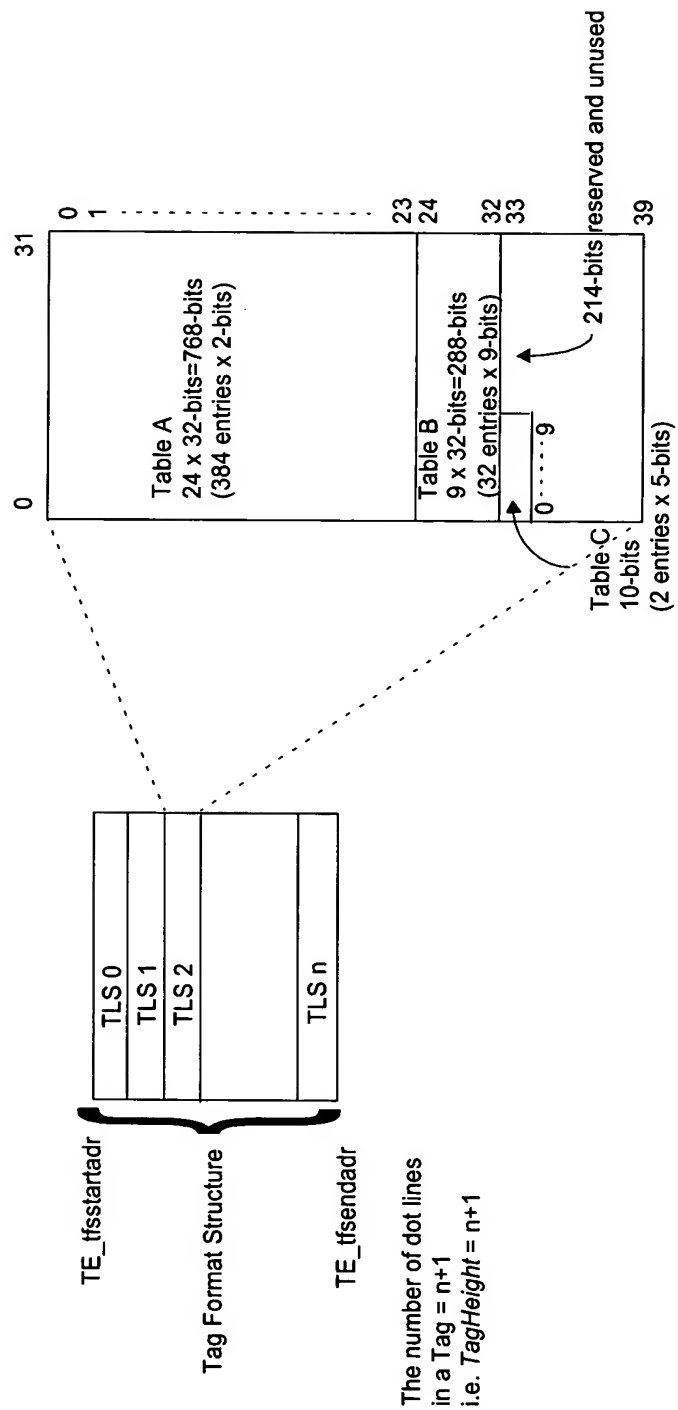 TE_tfsstartadr
Tag Format Structure
TE_tfsendadr
The number of dot lines
in a Tag = n+1
i.e. TagHeight = n+1
TLS 0
TLS 1
TLS 2
TLS n
0
31
Table A
24 x 32-bits=768-bits
(384 entries x 2-bits)
0
1
23
24
Table B
9 x 32-bits=288-bits
(32 entries x 9-bits)
32
33
0......9
39
Table C
10-bits
(2 entries x 5-bits)
214-bits reserved and unused